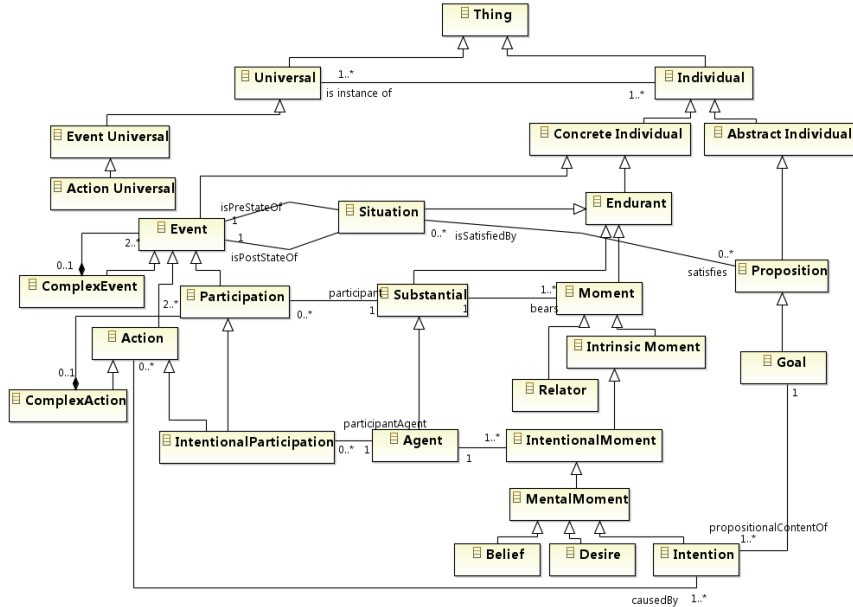 Thing
Universal
1..*
is instance of
1..*
Individual
Event Universal
Concrete Individual
Abstract Individual
Action Universal
isPreStateOf
1
Situation
Endurant
Event
2..*
1
isPostStateOf
0..*
isSatisfiedBy
0..*
satisfies
Proposition
0..1
ComplexEvent
2..*
Participation
0..*
participant
1
Substantial
1
1..*
bears
Moment
Action
0..*
Intrinsic Moment
Goal
1
0..1
ComplexAction
Relator
participantAgent
IntentionalParticipation
0..*
1
Agent
1
1..*
IntentionalMoment
MentalMoment
propositionalContentOf
1..*
Belief
Desire
Intention
causedBy
1..*